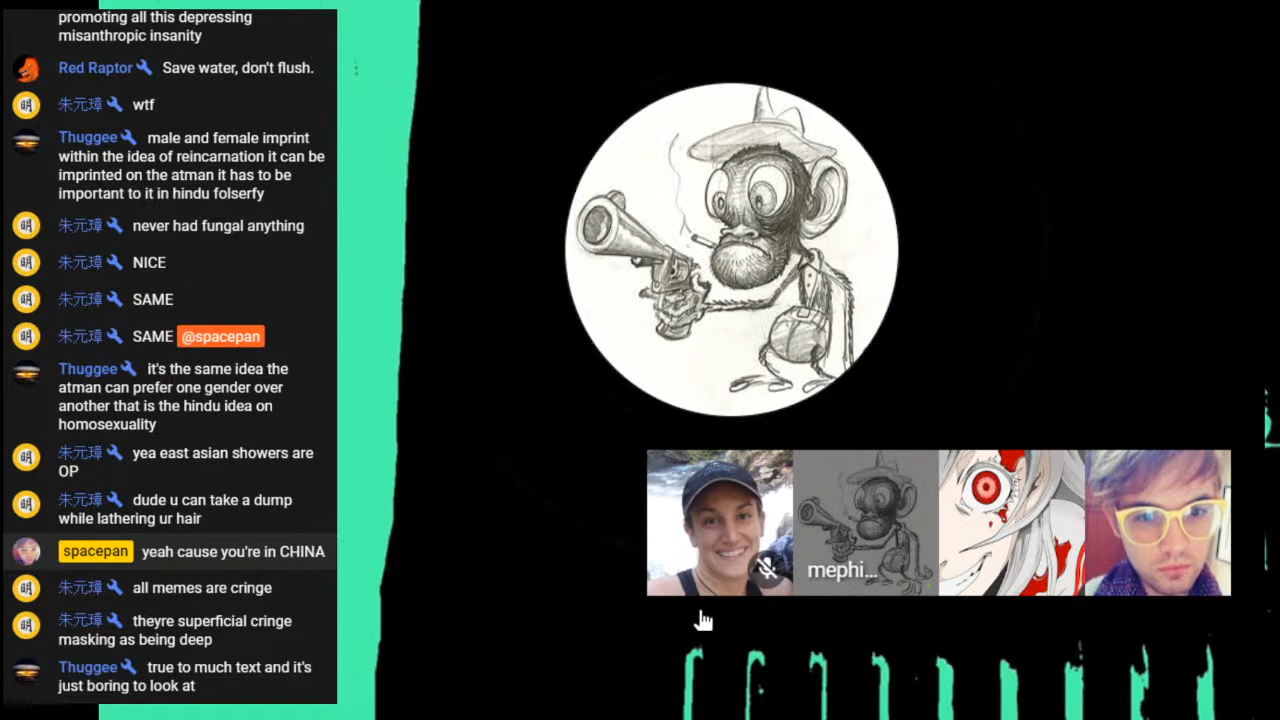 promoting all this depressing
misanthropic insanity
Red Raptor Save water, don't flush.
朱元璋 wtf
Thuggee male and female imprint
within the idea of reincarnation it can be
imprinted on the atman it has to be
important to it in hindu folserfy
朱元璋 never had fungal anything
朱元璋 NICE
朱元璋 SAME
朱元璋 SAME @spacepan
Thuggee it's the same idea the
atman can prefer one gender over
another that is the hindu idea on
homosexuality
朱元璋 yea east asian showers are
OP
朱元璋 dude u can take a dump
while lathering ur hair
spacepan yeah cause you're in CHINA
朱元璋 all memes are cringe
朱元璋 theyre superficial cringe
masking as being deep
Thuggee true to much text and it's
just boring to look at
mephi...